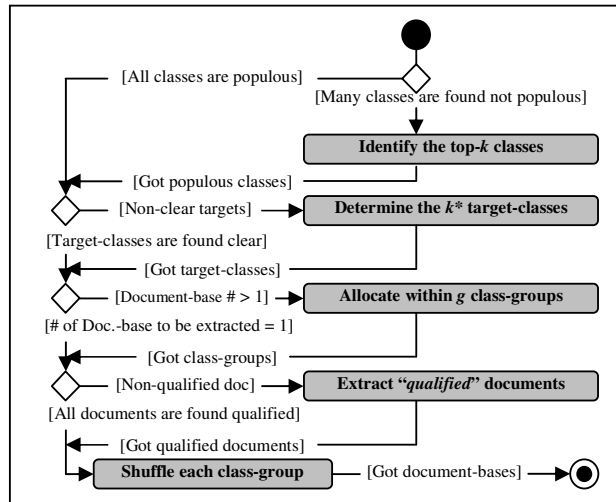 [All classes are populous]
[Many classes are found not populous]
Identify the top-k classes
[Got populous classes]
[Non-clear targets]
Determine the k* target-classes
[Target-classes are found clear]
[Got target-classes]
[Document-base # > 1]
Allocate within g class-groups
[# of Doc.-base to be extracted = 1]
[Got class-groups]
[Non-qualified doc]
Extract “qualified” documents
[All documents are found qualified]
[Got qualified documents]
Shuffle each class-group
[Got document-bases]